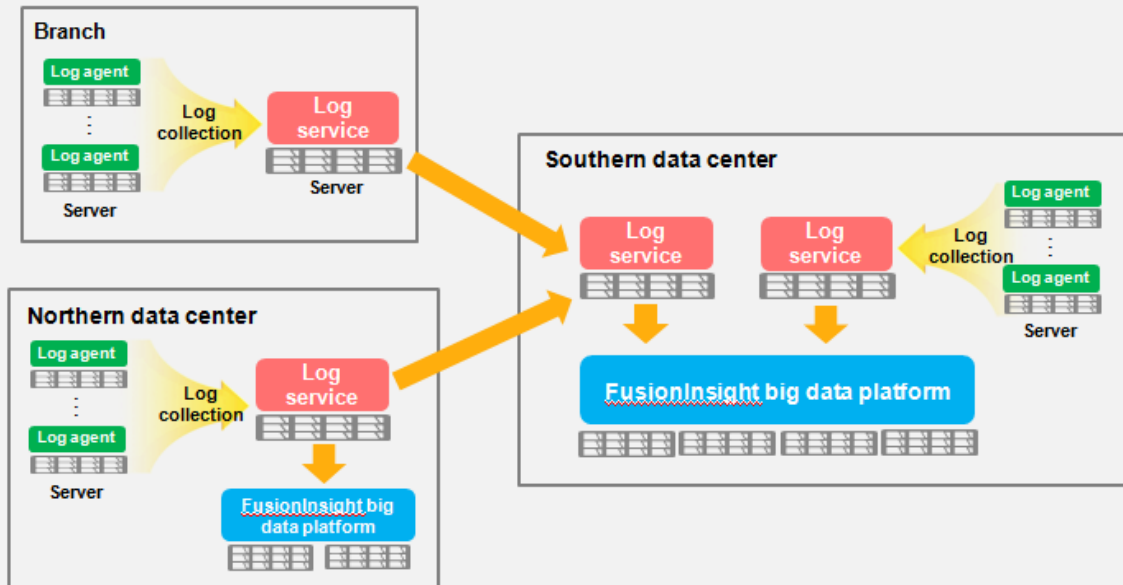 Branch
Log agent
Log agent
Server
Log
collection
Log
service
Server
Northern data center
Log agent
Log agent
Server
Log
collection
Log
service
FusionInsight big
data platform
Southern data center
Log
service
Log
service
Log
collection
Log agent
Log agent
Server
FusionInsight big data platform